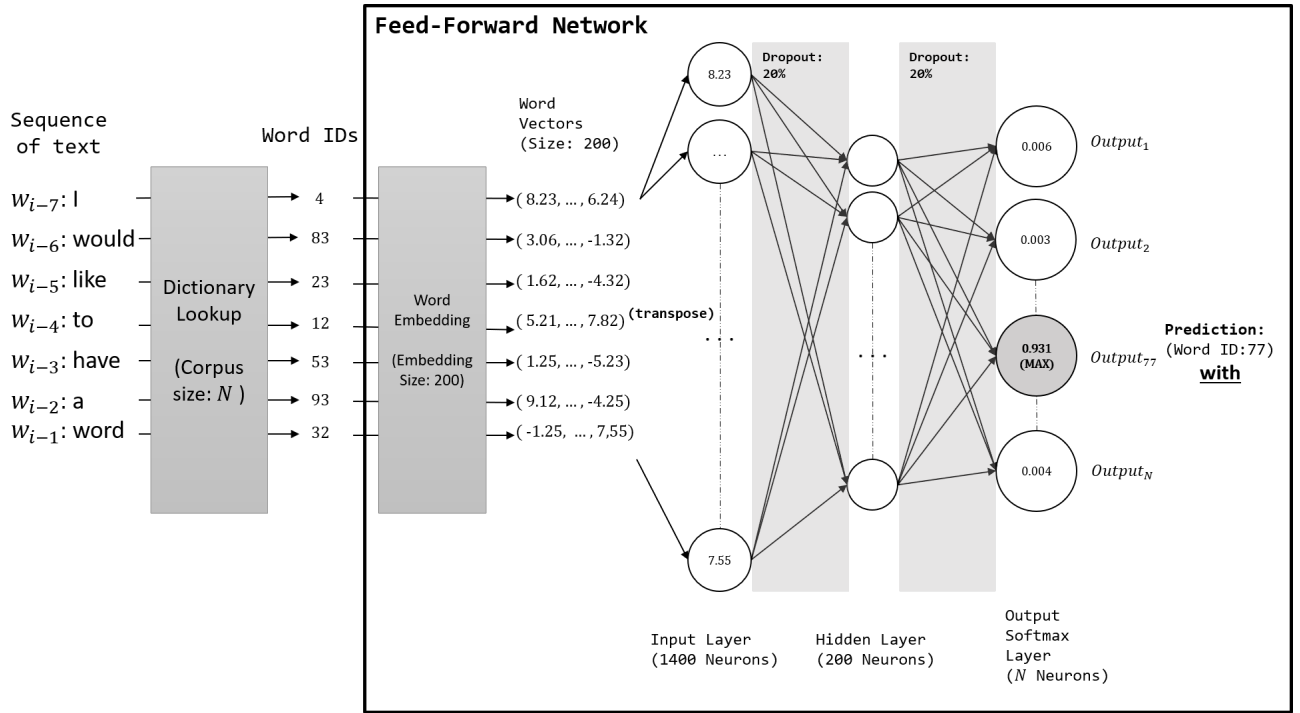 Feed-Forward Network
Sequence
of text
Word IDs
Word
Vectors
(Size: 200)
Dropout:
20%
Dropout:
20%
w_{i-7}: I
w_{i-6}: would
w_{i-5}: like
w_{i-4}: to
w_{i-3}: have
w_{i-2}: a
w_{i-1}: word
Dictionary
Lookup
(Corpus
size: N )
4
83
23
12
53
93
32
Word
Embedding
(Embedding
Size: 200)
( 8.23, ... , 6.24)
( 3.06, ... , -1.32)
( 1.62, ... , -4.32)
( 5.21, ... , 7.82)
( 1.25, ... , -5.23)
( 9.12, ... , -4.25)
( -1.25, ... , 7,55)
(transpose)
...
8.23
...
7.55
...
0.006
0.003
0.931
(MAX)
0.004
Output_1
Output_2
Output_{77}
Output_N
Prediction:
(Word ID:77)
with
Input Layer
(1400 Neurons)
Hidden Layer
(200 Neurons)
Output
Softmax
Layer
(N Neurons)